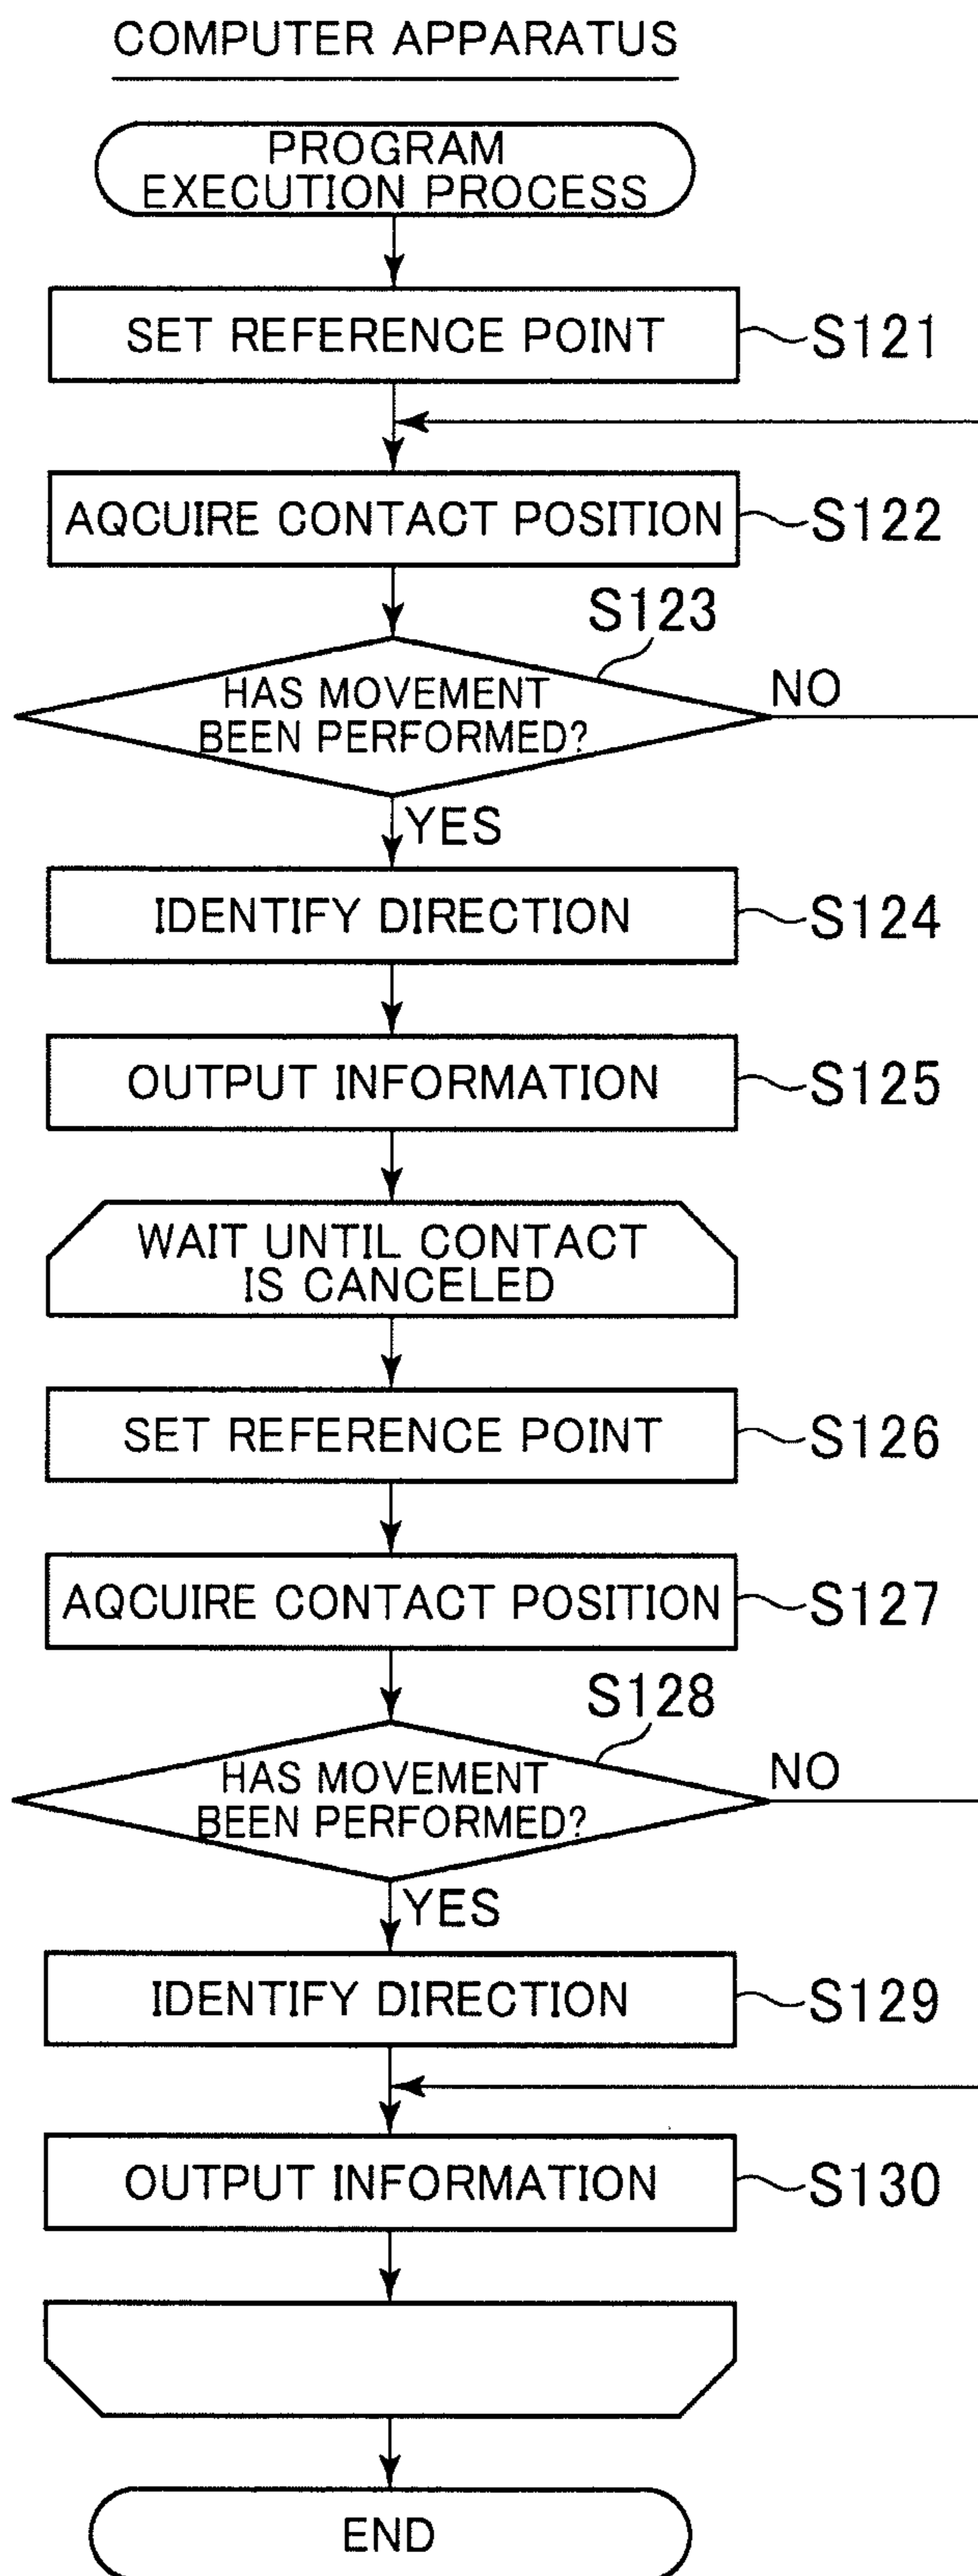 COMPUTER APPARATUS
PROGRAM
EXECUTION PROCESS
SET REFERENCE POINT
S121
AQCUIRE CONTACT POSITION
S122
S123
HAS MOVEMENT
BEEN PERFORMED?
NO
YES
IDENTIFY DIRECTION
S124
OUTPUT INFORMATION
S125
WAIT UNTIL CONTACT
IS CANCELED
SET REFERENCE POINT
S126
AQCUIRE CONTACT POSITION
S127
S128
HAS MOVEMENT
BEEN PERFORMED?
NO
YES
IDENTIFY DIRECTION
S129
OUTPUT INFORMATION
S130
END